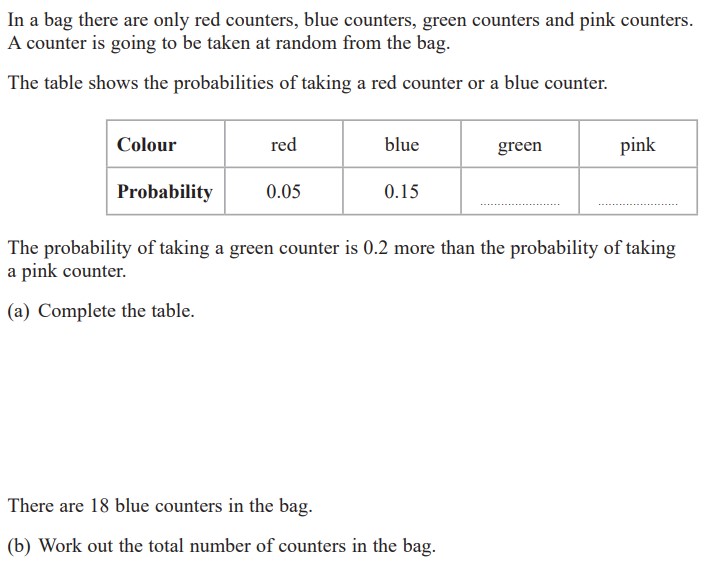 In a bag there are only red counters, blue counters, green counters and pink counters.
A counter is going to be taken at random from the bag.
The table shows the probabilities of taking a red counter or a blue counter.
Colour red blue green pink
Probability 0.05 0.15
The probability of taking a green counter is 0.2 more than the probability of taking
a pink counter.
(a) Complete the table.
There are 18 blue counters in the bag.
(b) Work out the total number of counters in the bag.